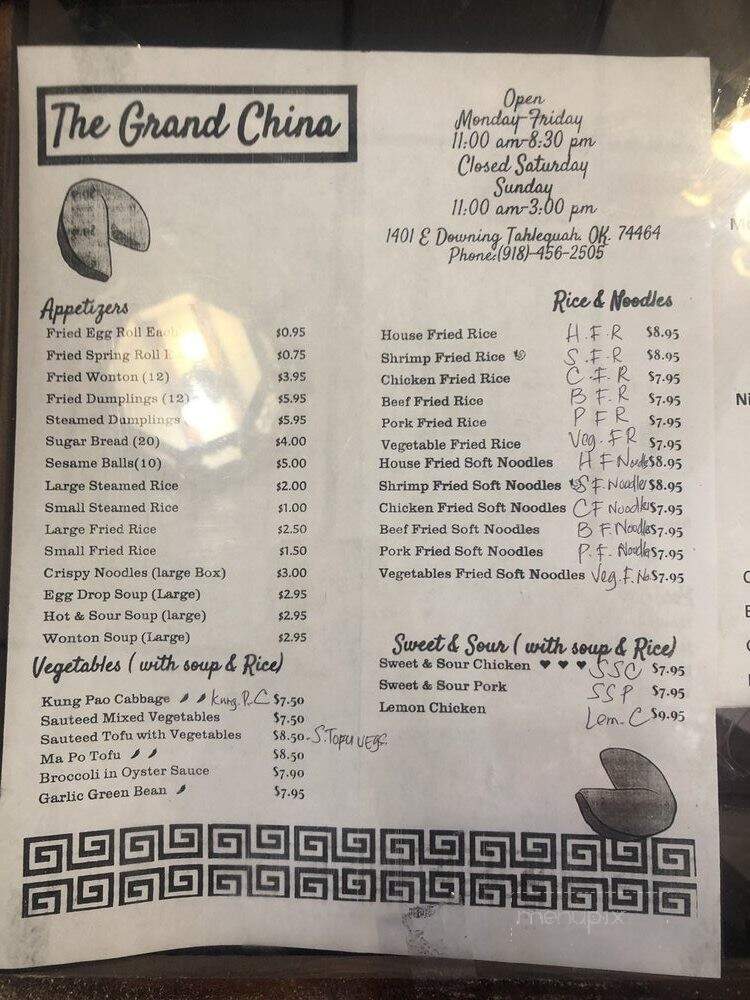 The Grand China
Open
Monday-Friday
11:00 am-8:30 pm
Closed Saturday
Sunday
11:00 am-3:00 pm
1401 E Downing Tahlequah, OK. 74464
Phone:(918)-456-2505
Appetizers
Fried Egg Roll $0.95
Fried Spring Roll $0.75
Fried Wonton (12) $3.95
Fried Dumplings (12) $5.95
Steamed Dumplings $5.95
Sugar Bread (20) $4.00
Sesame Balls(10) $5.00
Large Steamed Rice $2.00
Small Steamed Rice $1.00
Large Fried Rice $2.50
Small Fried Rice $1.50
Crispy Noodles (large Box) $3.00
Egg Drop Soup (Large) $2.95
Hot & Sour Soup (large) $2.95
Wonton Soup (Large) $2.95
Vegetables ( with soup & Rice)
Kung Pao Cabbage Kung. P. C $7.50
Sauteed Mixed Vegetables $7.50
Sauteed Tofu with Vegetables $8.50-S.TOFU VEGS.
Ma Po Tofu $8.50
Broccoli in Oyster Sauce $7.90
Garlic Green Bean $7.95
Rice & Noodles
House Fried Rice H.F.R $8.95
Shrimp Fried Rice S.F.R $8.95
Chicken Fried Rice C.F.R $7.95
Beef Fried Rice B F.R $7.95
Pork Fried Rice P F R $7.95
Vegetable Fried Rice Veg. FR $7.95
House Fried Soft Noodles H F Noodles $8.95
Shrimp Fried Soft Noodles S F. Noodles $8.95
Chicken Fried Soft Noodles CF Noodles $7.95
Beef Fried Soft Noodles B F. Noodles $7.95
Pork Fried Soft Noodles P. F. Noodles $7.95
Vegetables Fried Soft Noodles Veg. F. No. $7.95
Sweet & Sour ( with soup & Rice)
Sweet & Sour Chicken ♥ ♥ ♥ SSC $7.95
Sweet & Sour Pork SSP $7.95
Lemon Chicken Lem. C $9.95
menupix